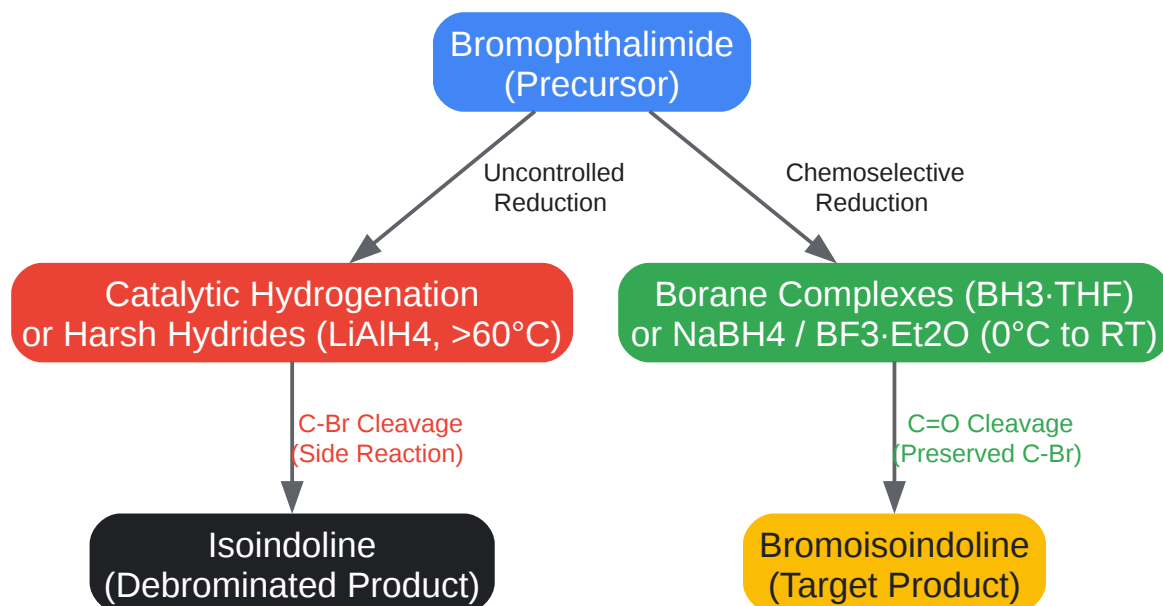 Bromophthalimide
(Precursor)
Uncontrolled
Reduction
Chemoselective
Reduction
Catalytic Hydrogenation
or Harsh Hydrides (LiAlH4, >60°C)
Borane Complexes (BH3·THF)
or NaBH4 / BF3·Et2O (0°C to RT)
C-Br Cleavage
(Side Reaction)
C=O Cleavage
(Preserved C-Br)
Isoindoline
(Debrominated Product)
Bromoisoindoline
(Target Product)